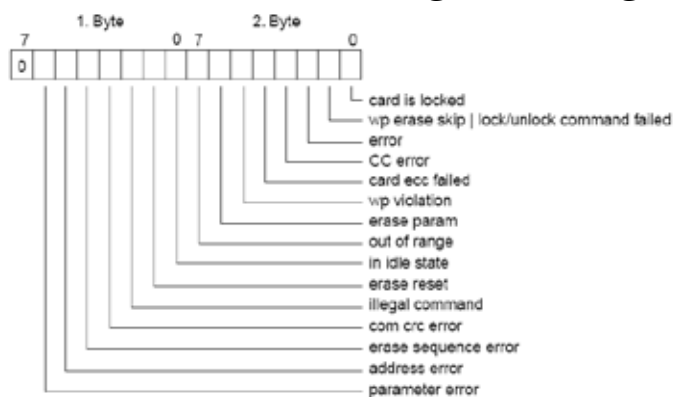 1. Byte 2. Byte
7 0 7 0
0
card is locked
wp erase skip | lock/unlock command failed
error
CC error
card ecc failed
wp violation
erase param
out of range
in idle state
erase reset
illegal command
com crc error
erase sequence error
address error
parameter error